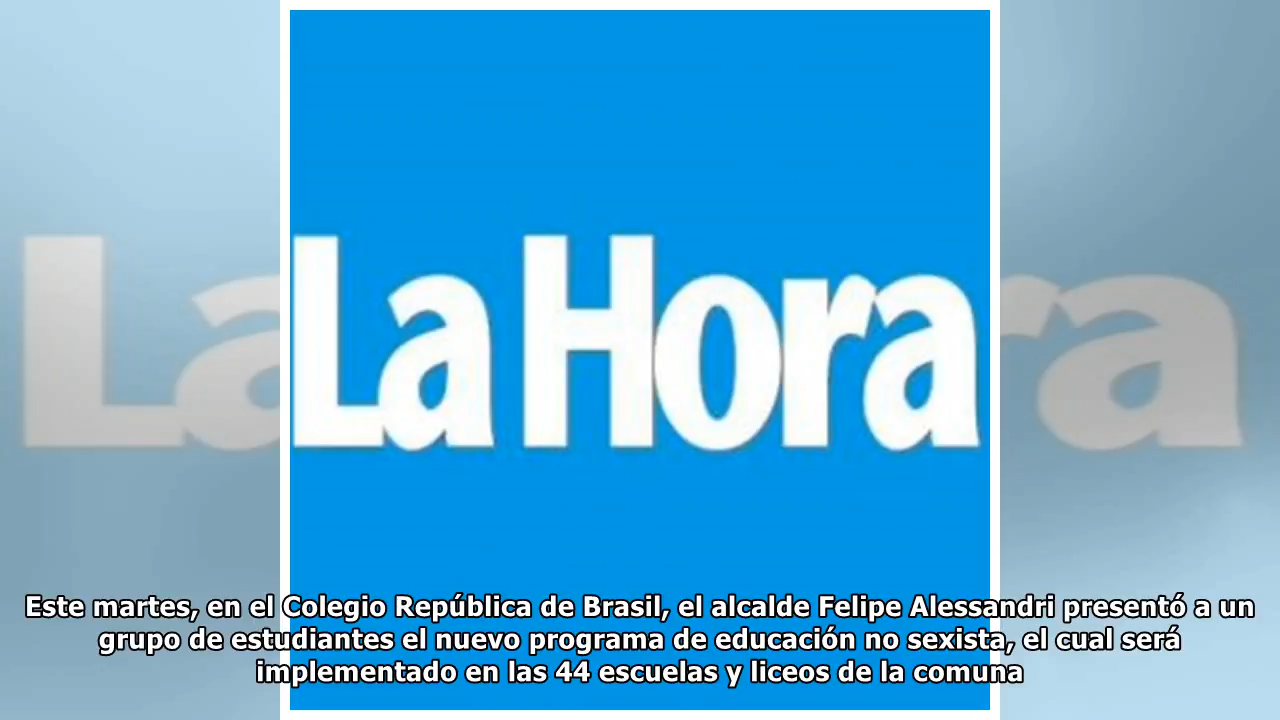 La Hora
Este martes, en el Colegio República de Brasil, el alcalde Felipe Alessandri presentó a un
grupo de estudiantes el nuevo programa de educación no sexista, el cual será
implementado en las 44 escuelas y liceos de la comuna